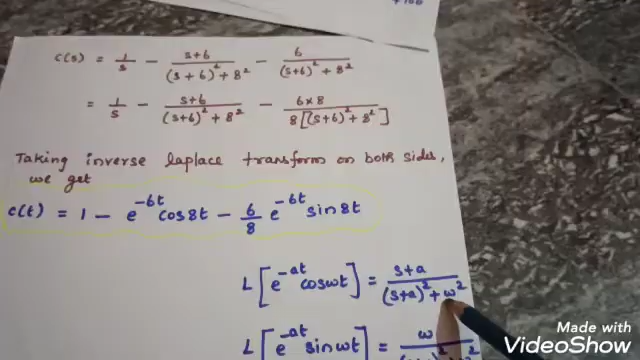 +100
C(s) = 1/s - (s+6)/((s+6)² + 8²) - 6/((s+6)² + 8²)
= 1/s - (s+6)/((s+6)² + 8²) - (6×8)/(8[(s+6)² + 8²])
Taking inverse laplace transform on both sides,
we get
c(t) = 1 - e^(-6t) cos8t - 6/8 e^(-6t) sin8t
L[e^(-at) cosωt] = (s+a)/((s+a)² + ω²)
L[e^(-at) sinωt] = ω/
Made with
VideoShow